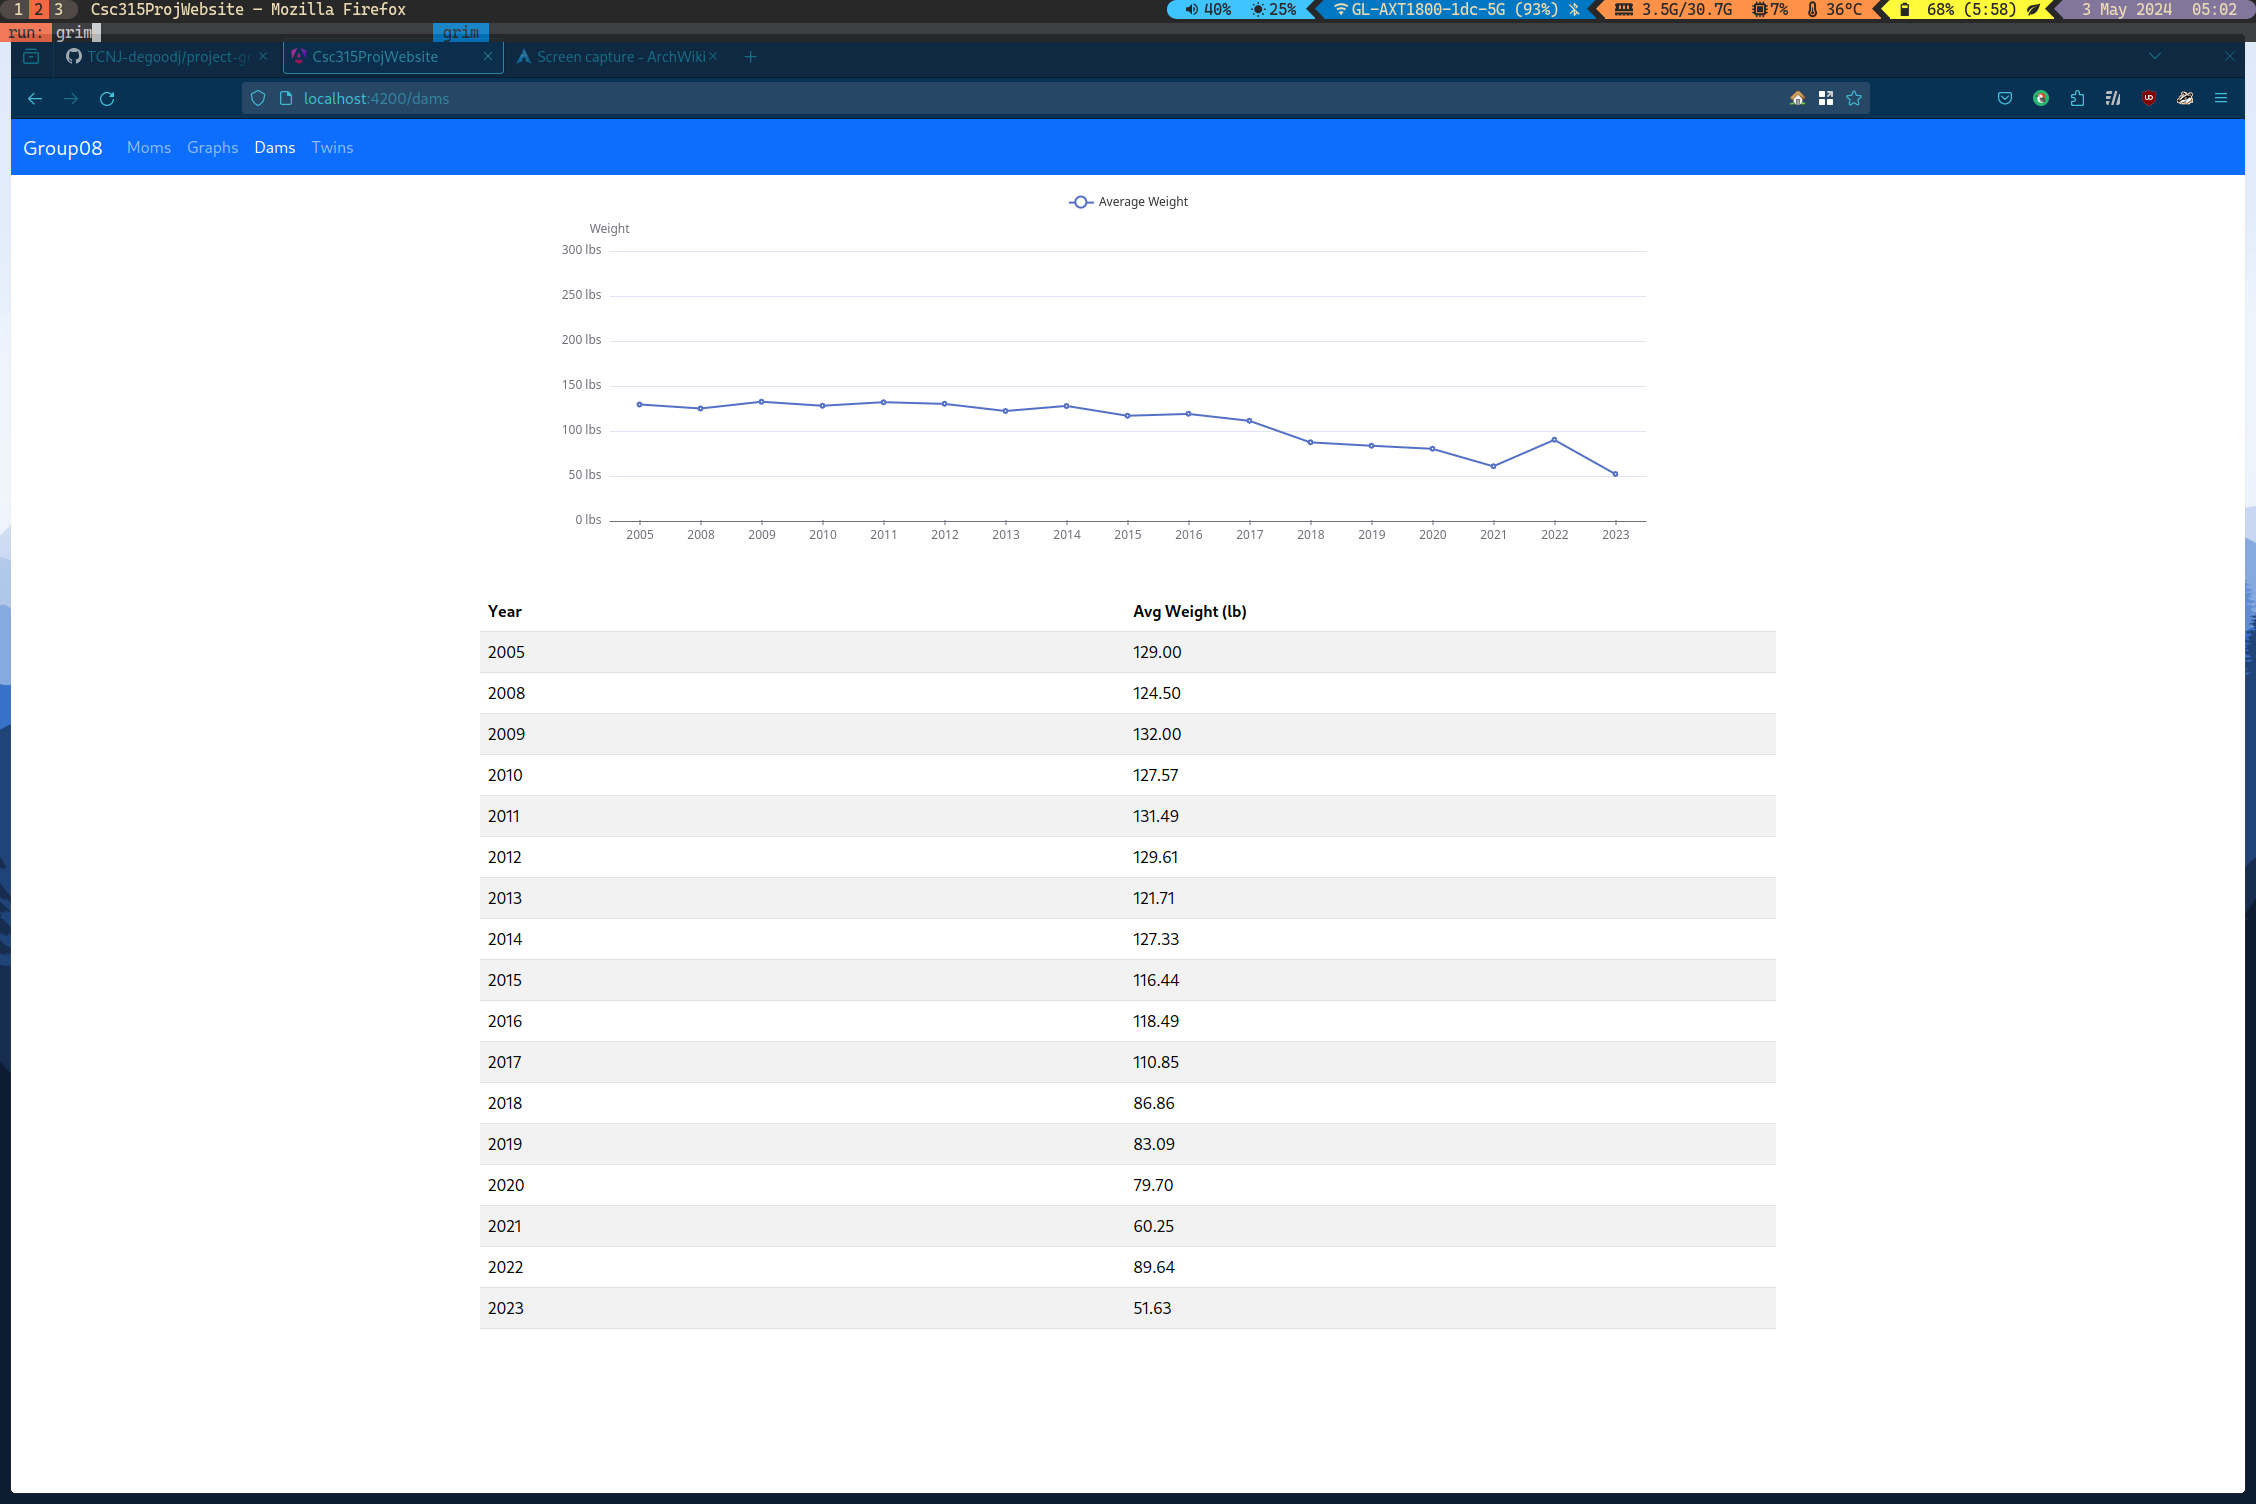 1 2 3 Csc315ProjWebsite — Mozilla Firefox 40% 25% GL-AXT1800-1dc-5G (93%) 3.5G/30.7G 7% 36°C 68% (5:58) 3 May 2024 05:02
run: grim grim
TCNJ-degoodj/project-gr Csc315ProjWebsite Screen capture - ArchWiki
localhost:4200/dams
Group08 Moms Graphs Dams Twins
Average Weight
Weight
300 lbs
250 lbs
200 lbs
150 lbs
100 lbs
50 lbs
0 lbs
2005 2008 2009 2010 2011 2012 2013 2014 2015 2016 2017 2018 2019 2020 2021 2022 2023
Year Avg Weight (lb)
2005 129.00
2008 124.50
2009 132.00
2010 127.57
2011 131.49
2012 129.61
2013 121.71
2014 127.33
2015 116.44
2016 118.49
2017 110.85
2018 86.86
2019 83.09
2020 79.70
2021 60.25
2022 89.64
2023 51.63